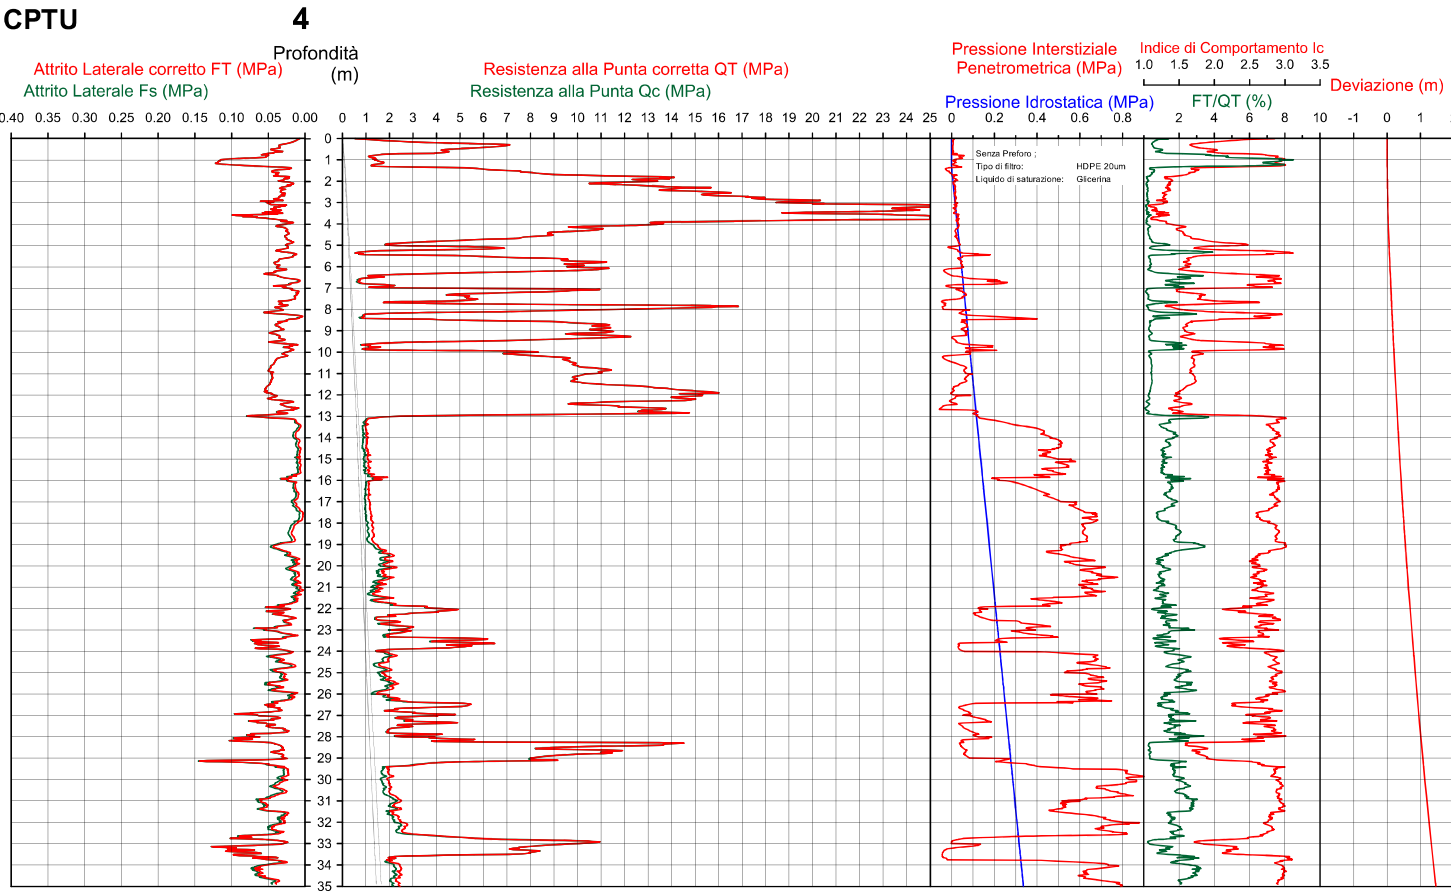 CPTU 4
Profondità
(m)
Attrito Laterale corretto FT (MPa)
Attrito Laterale Fs (MPa)
Resistenza alla Punta corretta QT (MPa)
Resistenza alla Punta Qc (MPa)
Pressione Interstiziale
Penetrometrica (MPa)
Pressione Idrostatica (MPa)
Indice di Comportamento Ic
1.0 1.5 2.0 2.5 3.0 3.5
FT/QT (%)
Deviazione (m)
0.40 0.35 0.30 0.25 0.20 0.15 0.10 0.05 0.00
0 1 2 3 4 5 6 7 8 9 10 11 12 13 14 15 16 17 18 19 20 21 22 23 24 25
0 0.2 0.4 0.6 0.8
2 4 6 8 10
-1 0 1
Senza Preforo ;
Tipo di filtro: HDPE 20um
Liquido di saturazione: Glicerina
0
1
2
3
4
5
6
7
8
9
10
11
12
13
14
15
16
17
18
19
20
21
22
23
24
25
26
27
28
29
30
31
32
33
34
35